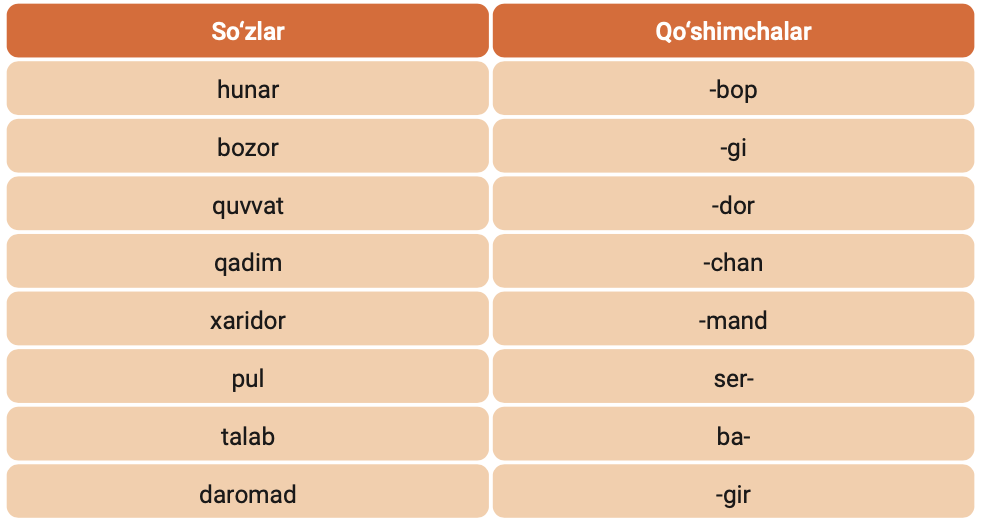 So‘zlar Qo‘shimchalar
hunar -bop
bozor -gi
quvvat -dor
qadim -chan
xaridor -mand
pul ser-
talab ba-
daromad -gir